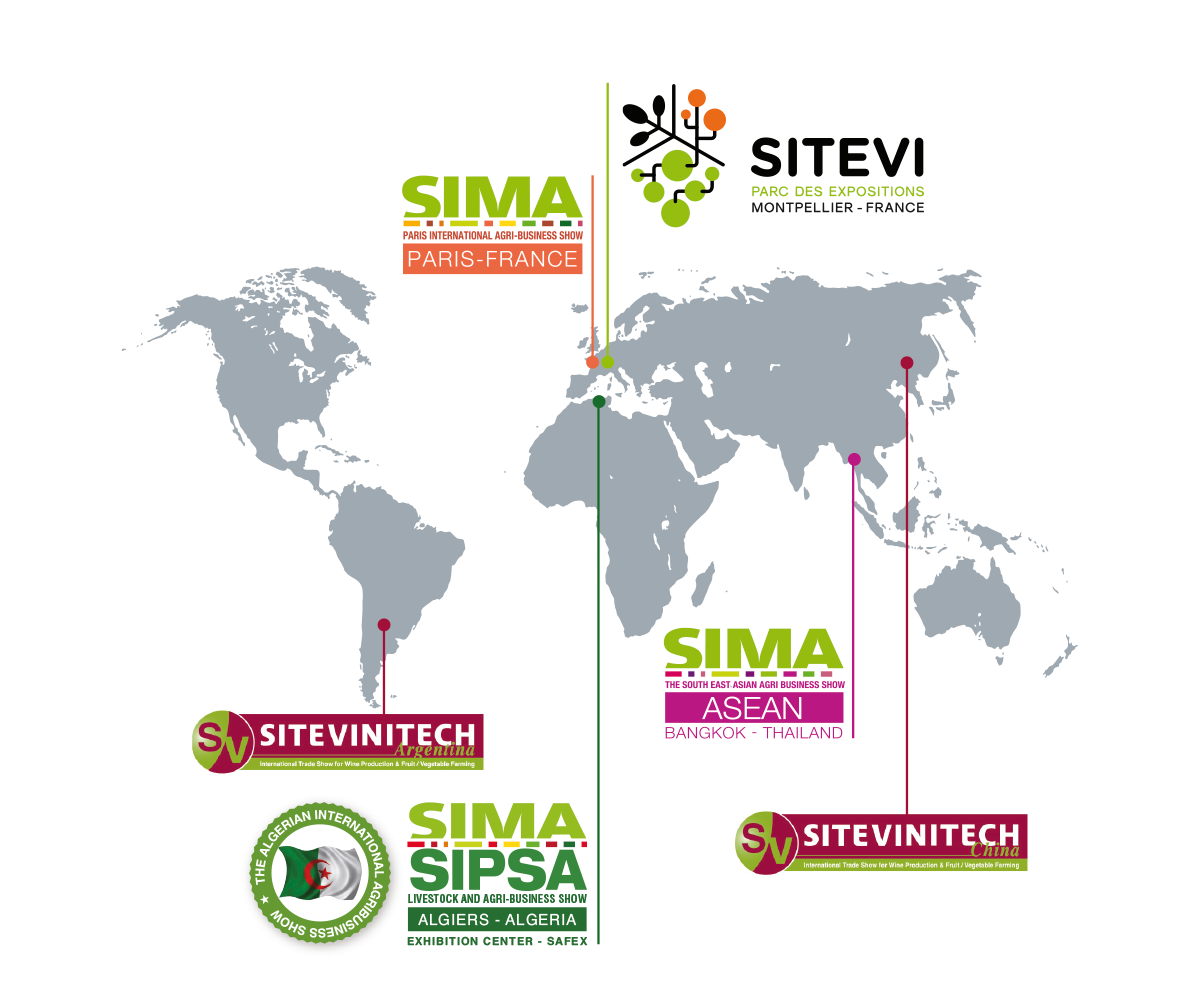 SITEVI
PARC DES EXPOSITIONS
MONTPELLIER - FRANCE
SIMA
PARIS INTERNATIONAL AGRI-BUSINESS SHOW
PARIS-FRANCE
SIMA
THE SOUTH EAST ASIAN AGRI BUSINESS SHOW
ASEAN
BANGKOK - THAILAND
SV
SITEVINITECH
Argentina
International Trade Show for Wine Production & Fruit / Vegetable Farming
THE ALGERIAN INTERNATIONAL AGRIBUSINESS SHOW
SIMA
SIPSA
LIVESTOCK AND AGRI-BUSINESS SHOW
ALGIERS - ALGERIA
EXHIBITION CENTER - SAFEX
SV
SITEVINITECH
China
International Trade Show for Wine Production & Fruit / Vegetable Farming